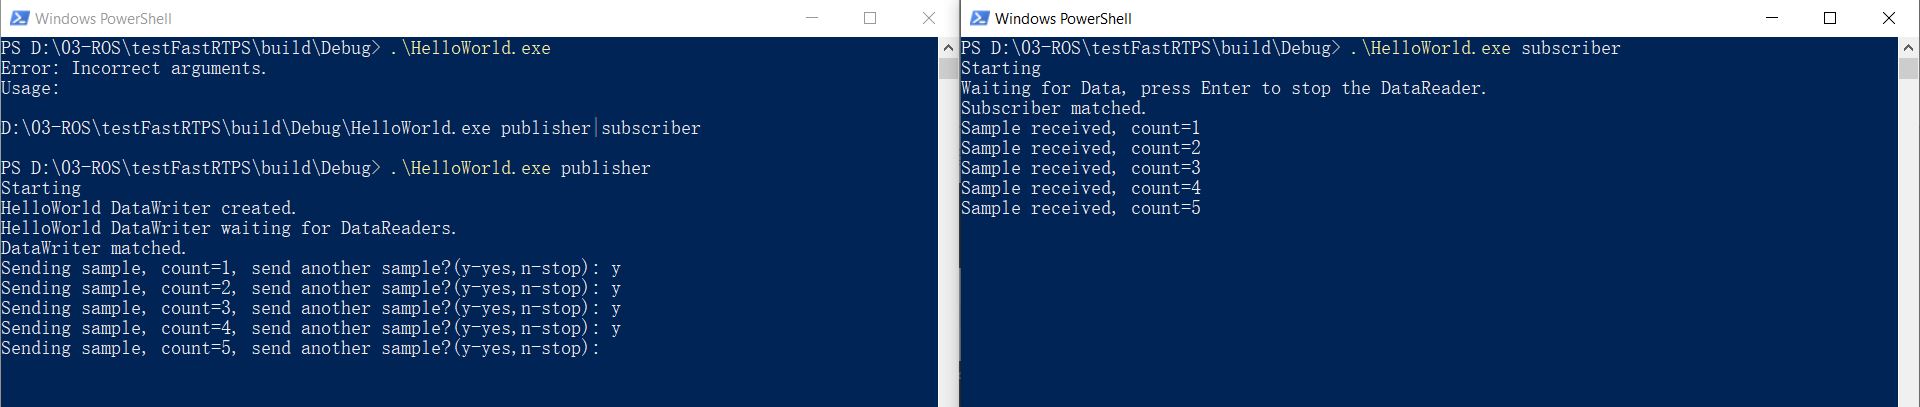 Windows PowerShell
PS D:\03-ROS\testFastRTPS\build\Debug> .\HelloWorld.exe
Error: Incorrect arguments.
Usage:
D:\03-ROS\testFastRTPS\build\Debug\HelloWorld.exe publisher|subscriber
PS D:\03-ROS\testFastRTPS\build\Debug> .\HelloWorld.exe publisher
Starting
HelloWorld DataWriter created.
HelloWorld DataWriter waiting for DataReaders.
DataWriter matched.
Sending sample, count=1, send another sample?(y-yes,n-stop): y
Sending sample, count=2, send another sample?(y-yes,n-stop): y
Sending sample, count=3, send another sample?(y-yes,n-stop): y
Sending sample, count=4, send another sample?(y-yes,n-stop): y
Sending sample, count=5, send another sample?(y-yes,n-stop):
Windows PowerShell
PS D:\03-ROS\testFastRTPS\build\Debug> .\HelloWorld.exe subscriber
Starting
Waiting for Data, press Enter to stop the DataReader.
Subscriber matched.
Sample received, count=1
Sample received, count=2
Sample received, count=3
Sample received, count=4
Sample received, count=5